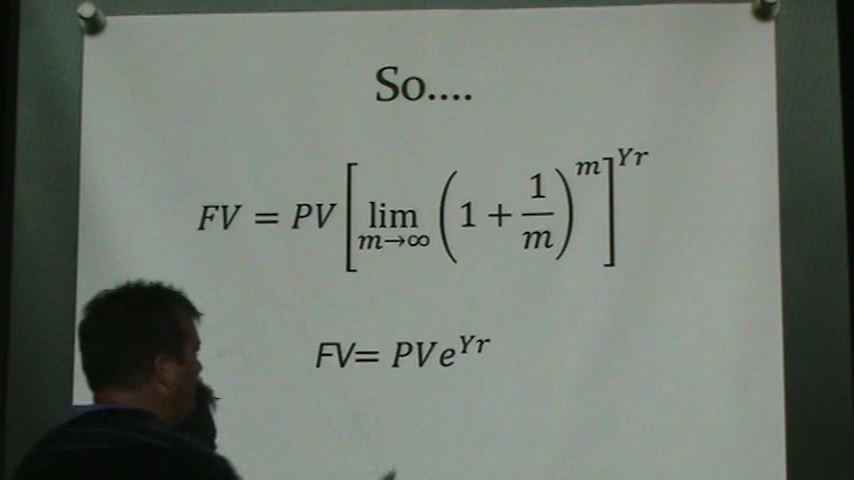 So....
FV = PV [ lim m→∞ (1 + 1/m)^m ]^Yr
FV= PVe^Yr